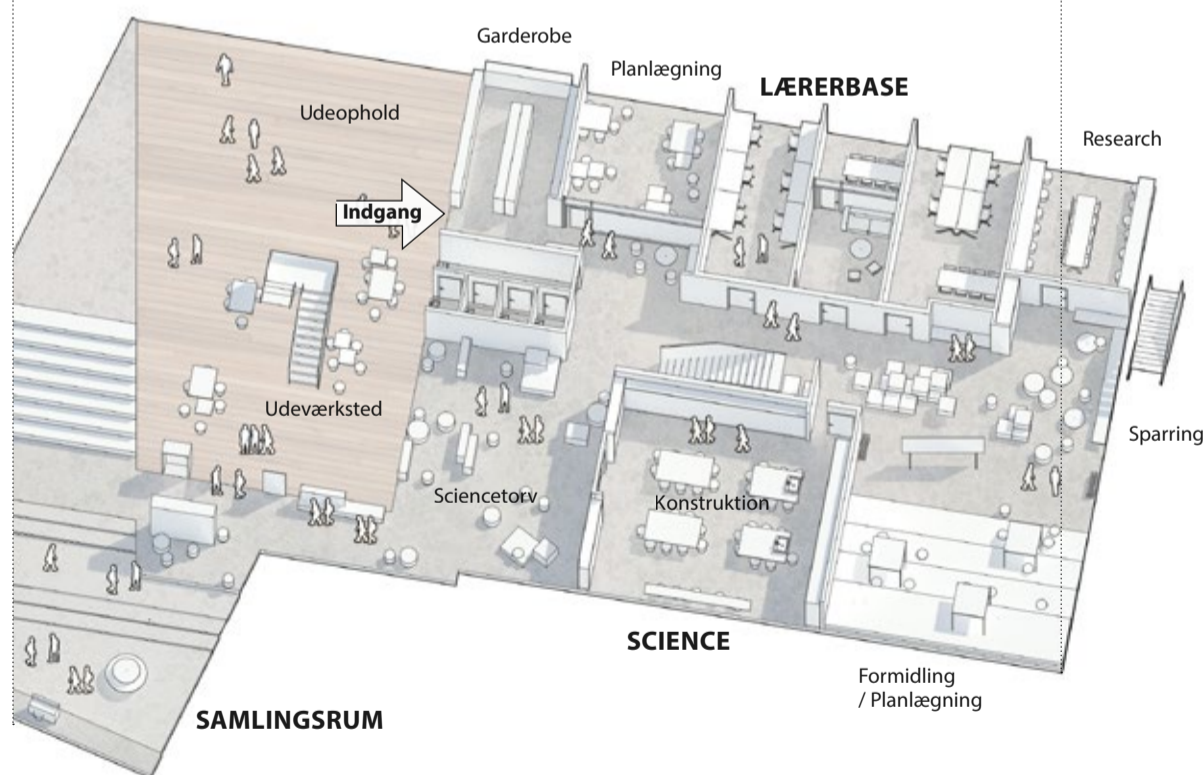 Garderobe
Planlægning
LÆRERBASE
Udeophold
Research
Indgang
Udeværksted
Sparring
Sciencetorv
Konstruktion
SCIENCE
Formidling
/ Planlægning
SAMLINGSRUM